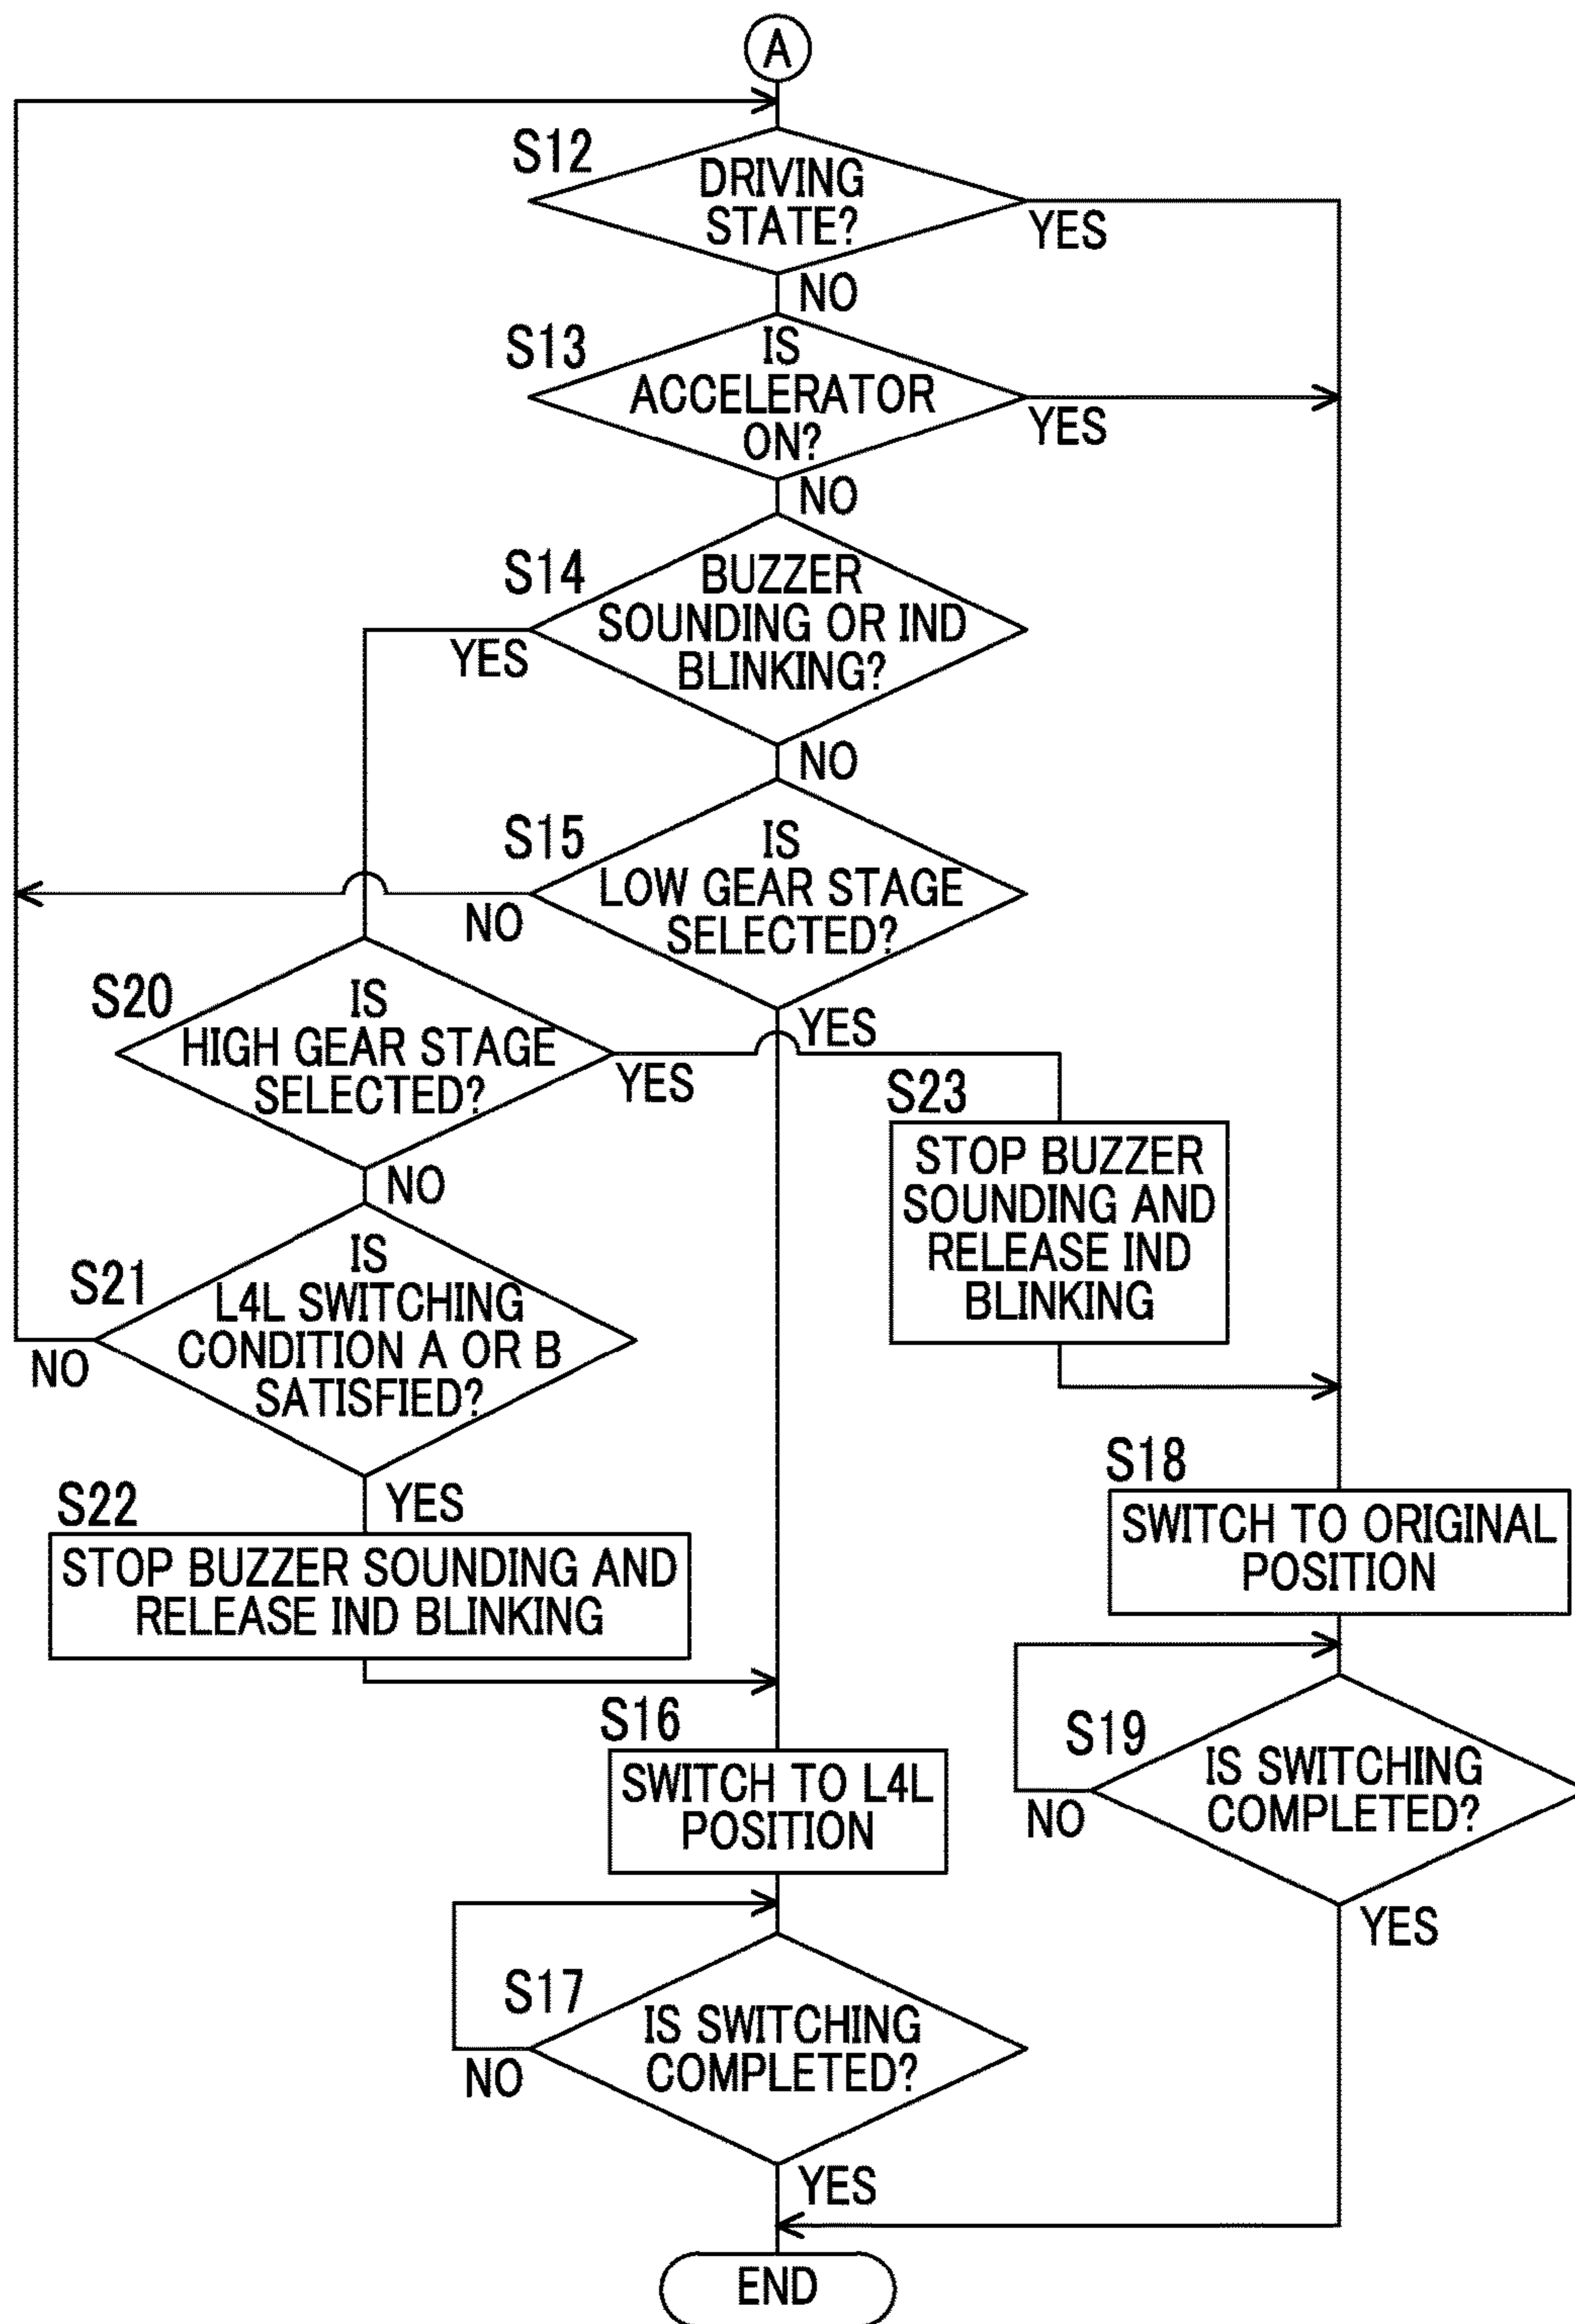 A
S12
DRIVING
STATE?
YES
NO
S13
IS
ACCELERATOR
ON?
YES
NO
S14
BUZZER
SOUNDING OR IND
BLINKING?
YES
NO
S15
IS
LOW GEAR STAGE
SELECTED?
NO
YES
S20
IS
HIGH GEAR STAGE
SELECTED?
YES
NO
S23
STOP BUZZER
SOUNDING AND
RELEASE IND
BLINKING
S21
IS
L4L SWITCHING
CONDITION A OR B
SATISFIED?
NO
YES
S22
STOP BUZZER SOUNDING AND
RELEASE IND BLINKING
S18
SWITCH TO ORIGINAL
POSITION
S19
IS SWITCHING
COMPLETED?
NO
YES
S16
SWITCH TO L4L
POSITION
S17
IS SWITCHING
COMPLETED?
NO
YES
END